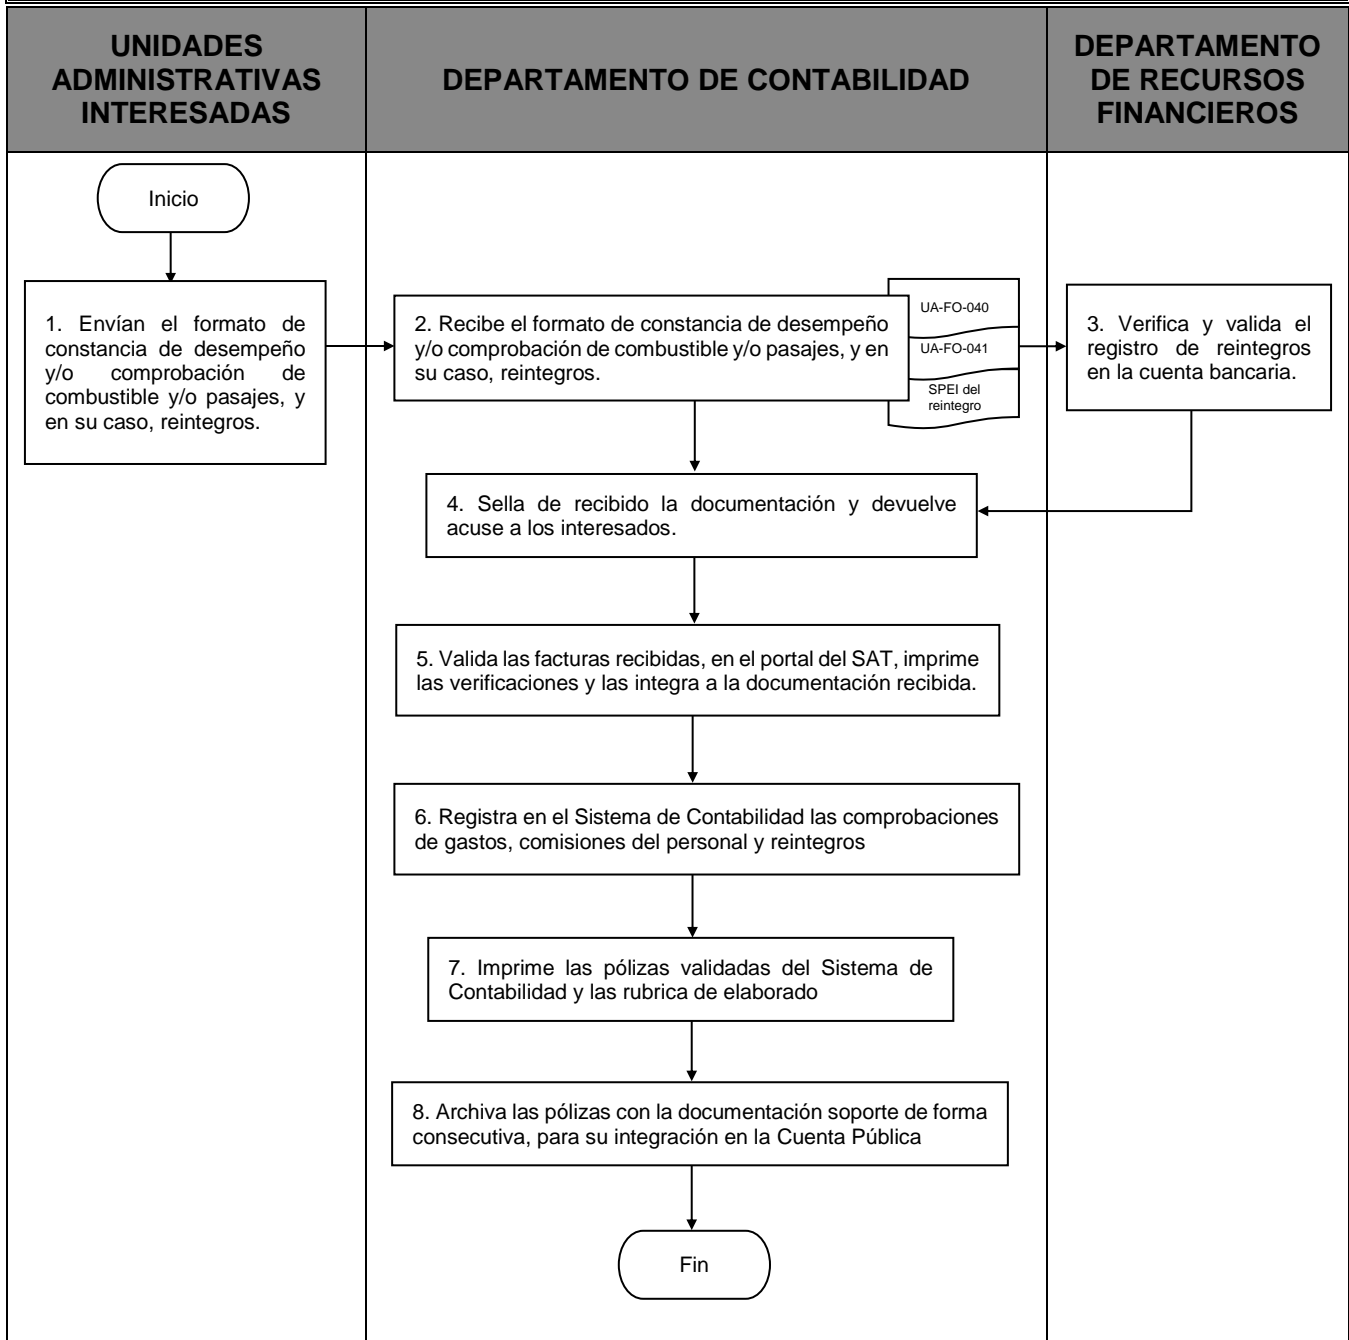 UNIDADES
ADMINISTRATIVAS
INTERESADAS
DEPARTAMENTO DE CONTABILIDAD
DEPARTAMENTO
DE RECURSOS
FINANCIEROS
Inicio
1. Envían el formato de
constancia de desempeño
y/o comprobación de
combustible y/o pasajes, y
en su caso, reintegros.
2. Recibe el formato de constancia de desempeño
y/o comprobación de combustible y/o pasajes, y en
su caso, reintegros.
UA-FO-040
UA-FO-041
SPEI del
reintegro
3. Verifica y valida el
registro de reintegros
en la cuenta bancaria.
4. Sella de recibido la documentación y devuelve
acuse a los interesados.
5. Valida las facturas recibidas, en el portal del SAT, imprime
las verificaciones y las integra a la documentación recibida.
6. Registra en el Sistema de Contabilidad las comprobaciones
de gastos, comisiones del personal y reintegros
7. Imprime las pólizas validadas del Sistema de
Contabilidad y las rubrica de elaborado
8. Archiva las pólizas con la documentación soporte de forma
consecutiva, para su integración en la Cuenta Pública
Fin